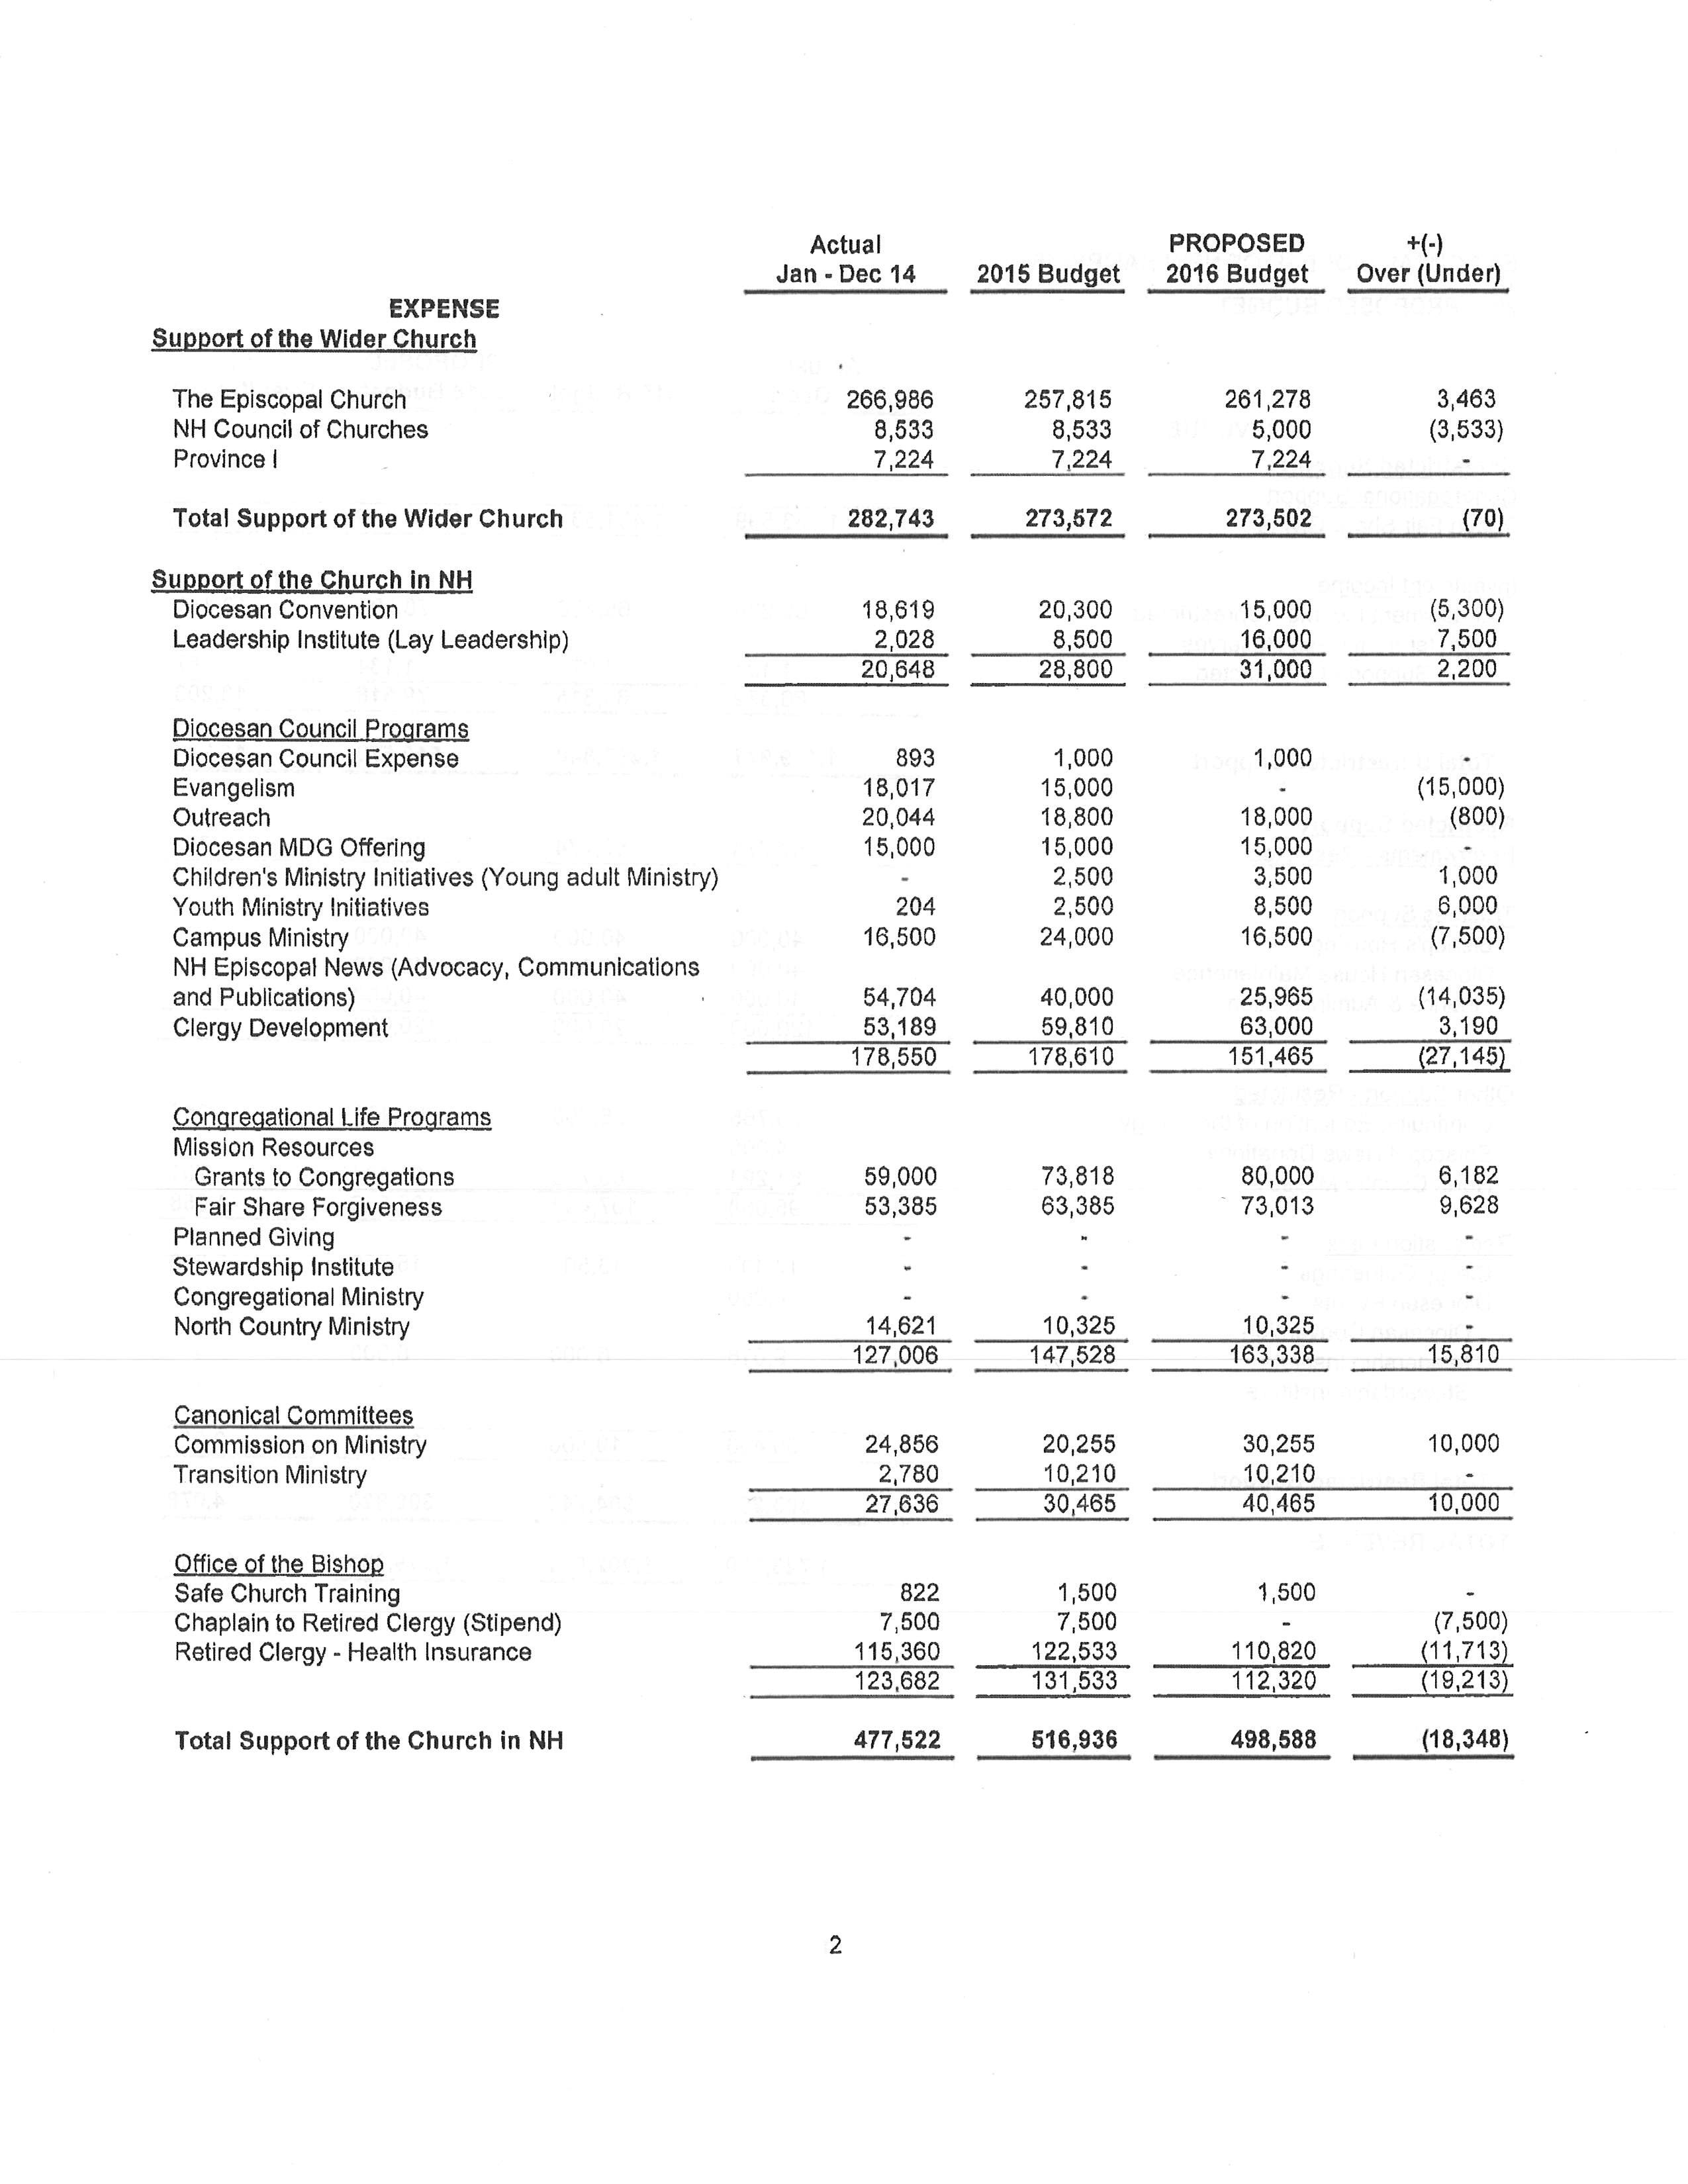 Actual PROPOSED +(-)
Jan - Dec 14 2015 Budget 2016 Budget Over (Under)
EXPENSE
Support of the Wider Church
The Episcopal Church 266,986 257,815 261,278 3,463
NH Council of Churches 8,533 8,533 5,000 (3,533)
Province I 7,224 7,224 7,224 -
Total Support of the Wider Church 282,743 273,572 273,502 (70)
Support of the Church in NH
Diocesan Convention 18,619 20,300 15,000 (5,300)
Leadership Institute (Lay Leadership) 2,028 8,500 16,000 7,500
20,648 28,800 31,000 2,200
Diocesan Council Programs
Diocesan Council Expense 893 1,000 1,000 -
Evangelism 18,017 15,000 - (15,000)
Outreach 20,044 18,800 18,000 (800)
Diocesan MDG Offering 15,000 15,000 15,000 -
Children's Ministry Initiatives (Young adult Ministry) - 2,500 3,500 1,000
Youth Ministry Initiatives 204 2,500 8,500 6,000
Campus Ministry 16,500 24,000 16,500 (7,500)
NH Episcopal News (Advocacy, Communications
and Publications) 54,704 40,000 25,965 (14,035)
Clergy Development 53,189 59,810 63,000 3,190
178,550 178,610 151,465 (27,145)
Congregational Life Programs
Mission Resources
Grants to Congregations 59,000 73,818 80,000 6,182
Fair Share Forgiveness 53,385 63,385 73,013 9,628
Planned Giving - - - -
Stewardship Institute - - - -
Congregational Ministry - - - -
North Country Ministry 14,621 10,325 10,325 -
127,006 147,528 163,338 15,810
Canonical Committees
Commission on Ministry 24,856 20,255 30,255 10,000
Transition Ministry 2,780 10,210 10,210 -
27,636 30,465 40,465 10,000
Office of the Bishop
Safe Church Training 822 1,500 1,500 -
Chaplain to Retired Clergy (Stipend) 7,500 7,500 - (7,500)
Retired Clergy - Health Insurance 115,360 122,533 110,820 (11,713)
123,682 131,533 112,320 (19,213)
Total Support of the Church in NH 477,522 516,936 498,588 (18,348)
2